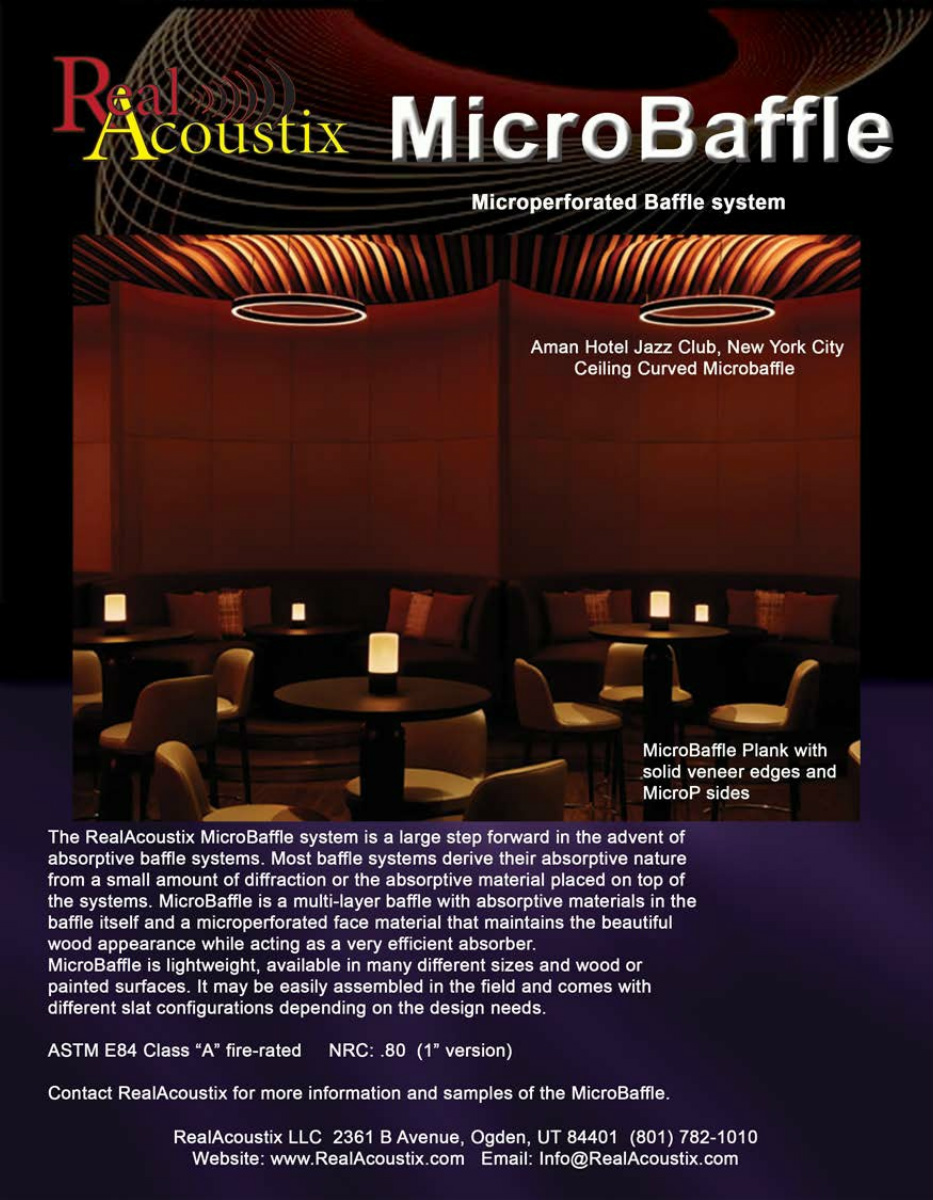 Real
Acoustix
MicroBaffle
Microperforated Baffle system
Aman Hotel Jazz Club, New York City
Ceiling Curved Microbaffle
MicroBaffle Plank with
solid veneer edges and
MicroP sides
The RealAcoustix MicroBaffle system is a large step forward in the advent of
absorptive baffle systems. Most baffle systems derive their absorptive nature
from a small amount of diffraction or the absorptive material placed on top of
the systems. MicroBaffle is a multi-layer baffle with absorptive materials in the
baffle itself and a microperforated face material that maintains the beautiful
wood appearance while acting as a very efficient absorber.
MicroBaffle is lightweight, available in many different sizes and wood or
painted surfaces. It may be easily assembled in the field and comes with
different slat configurations depending on the design needs.
ASTM E84 Class “A” fire-rated NRC: .80 (1” version)
Contact RealAcoustix for more information and samples of the MicroBaffle.
RealAcoustix LLC 2361 B Avenue, Ogden, UT 84401 (801) 782-1010
Website: www.RealAcoustix.com Email: Info@RealAcoustix.com